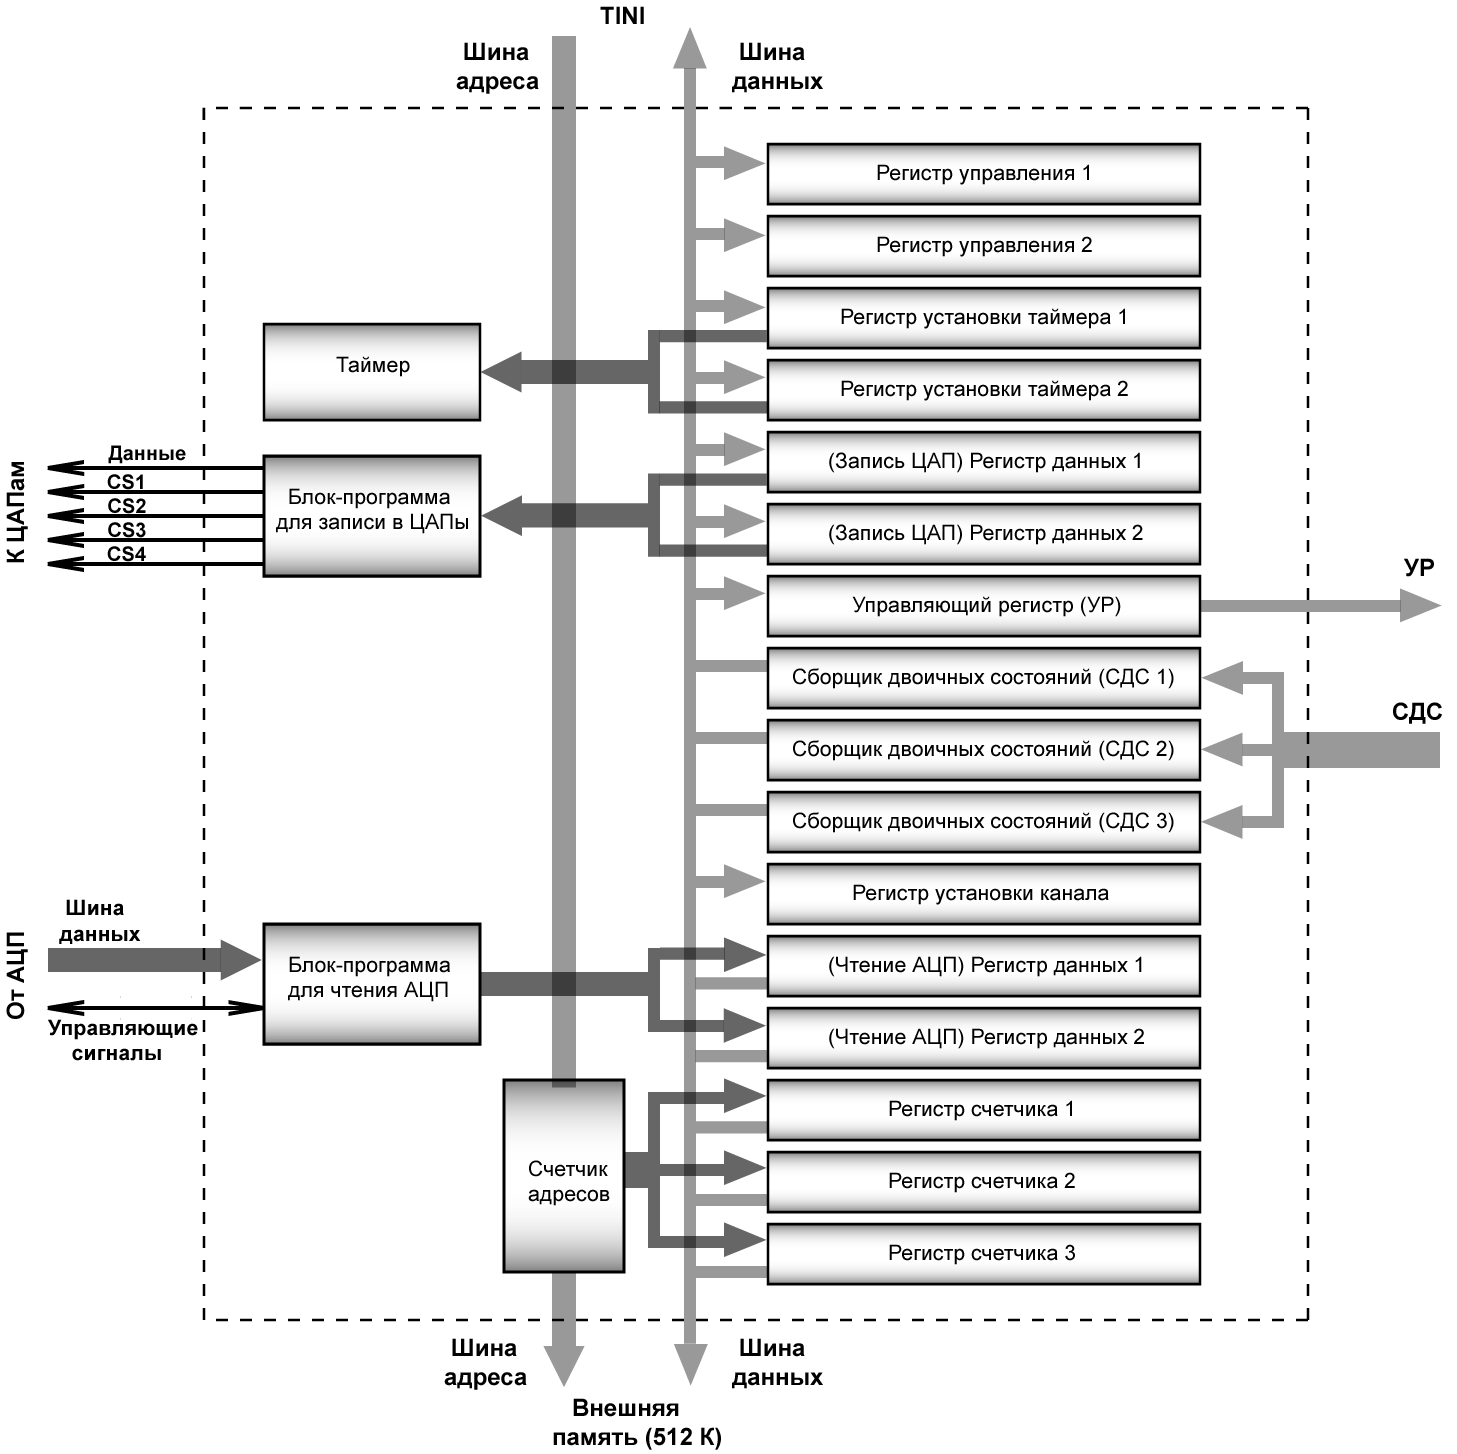 TINI
Шина
адреса
Шина
данных
Регистр управления 1
Регистр управления 2
Регистр установки таймера 1
Таймер
Регистр установки таймера 2
К ЦАПам
Данные
CS1
CS2
CS3
CS4
Блок-программа
для записи в ЦАПы
(Запись ЦАП) Регистр данных 1
(Запись ЦАП) Регистр данных 2
Управляющий регистр (УР)
УР
Сборщик двоичных состояний (СДС 1)
СДС
Сборщик двоичных состояний (СДС 2)
Сборщик двоичных состояний (СДС 3)
Регистр установки канала
От АЦП
Шина
данных
Управляющие
сигналы
Блок-программа
для чтения АЦП
(Чтение АЦП) Регистр данных 1
(Чтение АЦП) Регистр данных 2
Регистр счетчика 1
Счетчик
адресов
Регистр счетчика 2
Регистр счетчика 3
Шина
адреса
Шина
данных
Внешняя
память (512 К)